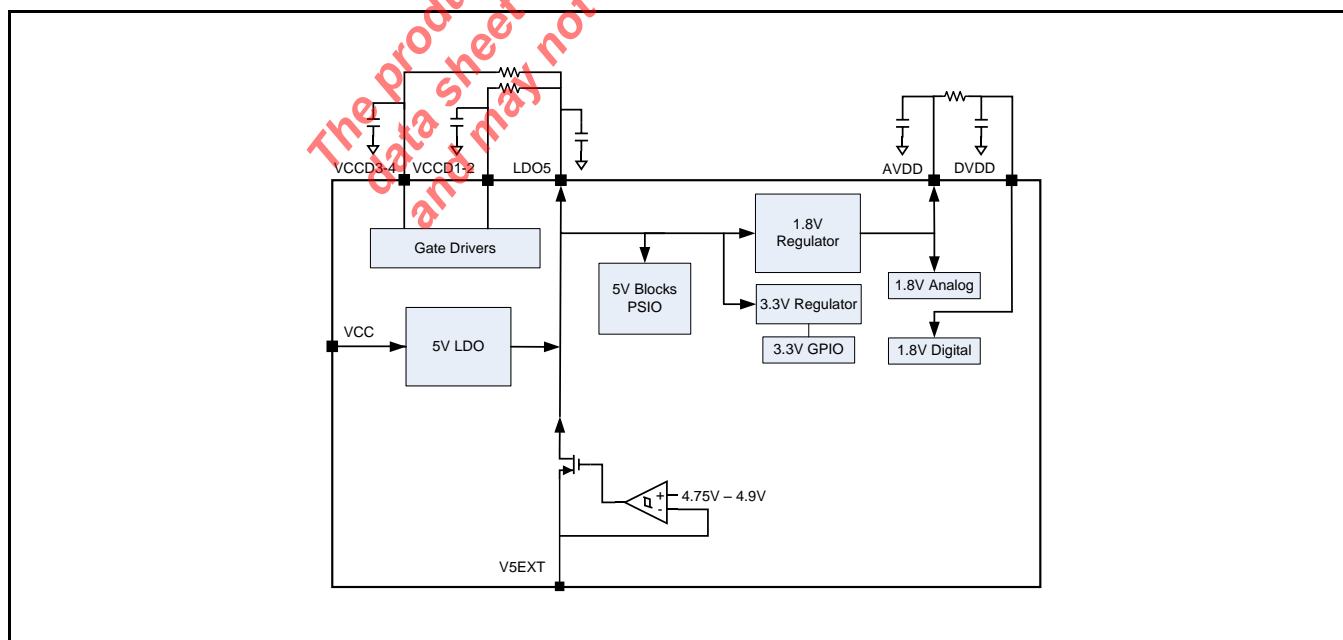 The produ
data sheet
and may not
VCCD3-4
VCCD1-2
LDO5
AVDD
DVDD
Gate Drivers
1.8V
Regulator
5V Blocks
PSIO
1.8V Analog
3.3V Regulator
VCC
5V LDO
3.3V GPIO
1.8V Digital
+
-
4.75V – 4.9V
V5EXT